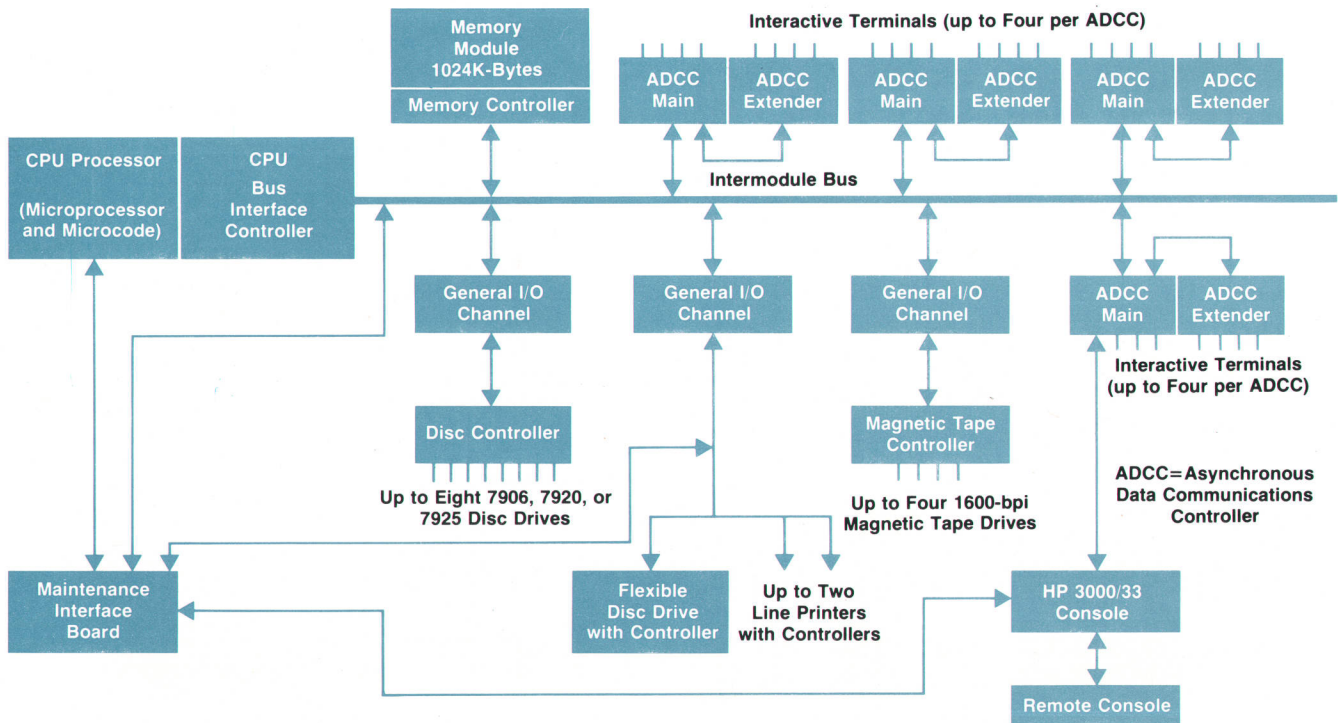 Memory
Module
1024K-Bytes
Memory Controller
Interactive Terminals (up to Four per ADCC)
ADCC
Main
ADCC
Extender
ADCC
Main
ADCC
Extender
ADCC
Main
ADCC
Extender
CPU Processor
(Microprocessor
and Microcode)
CPU
Bus
Interface
Controller
Intermodule Bus
General I/O
Channel
General I/O
Channel
General I/O
Channel
ADCC
Main
ADCC
Extender
Interactive Terminals
(up to Four per ADCC)
Disc Controller
Up to Eight 7906, 7920, or
7925 Disc Drives
Magnetic Tape
Controller
Up to Four 1600-bpi
Magnetic Tape Drives
ADCC=Asynchronous
Data Communications
Controller
Maintenance
Interface
Board
Flexible
Disc Drive
with Controller
Up to Two
Line Printers
with Controllers
HP 3000/33
Console
Remote Console